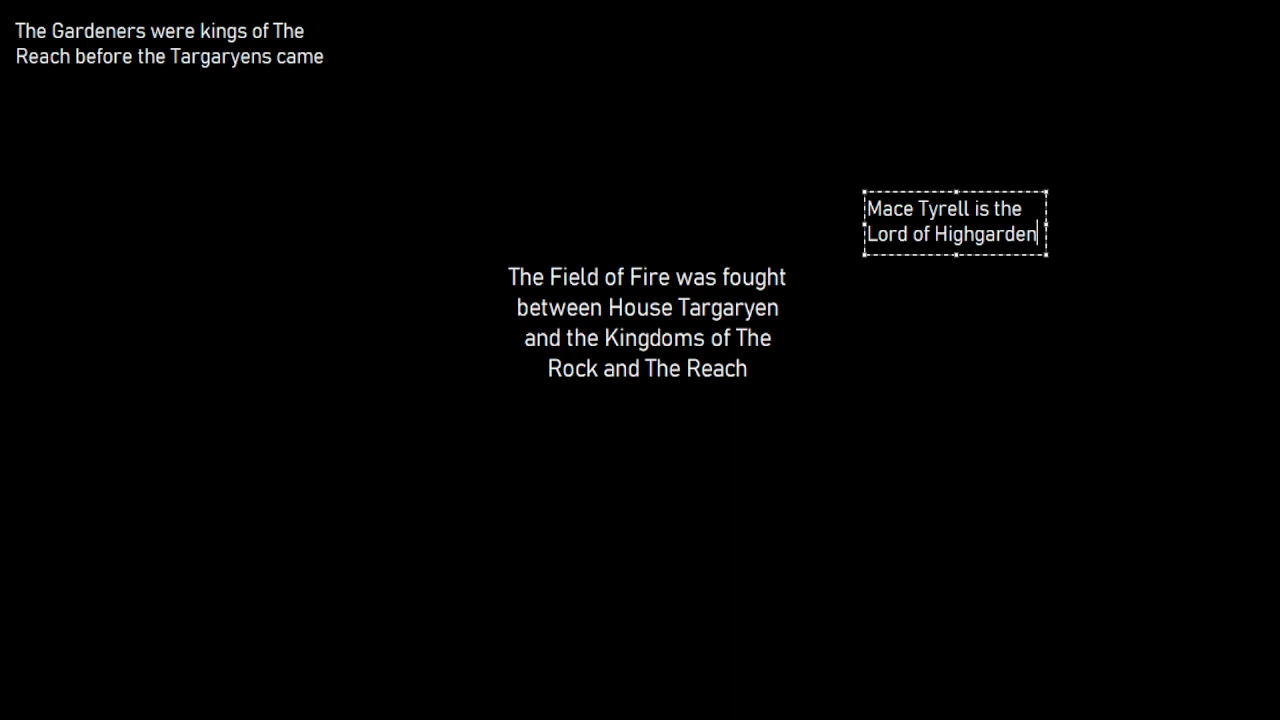 The Gardeners were kings of The
Reach before the Targaryens came
Mace Tyrell is the
Lord of Highgarden
The Field of Fire was fought
between House Targaryen
and the Kingdoms of The
Rock and The Reach